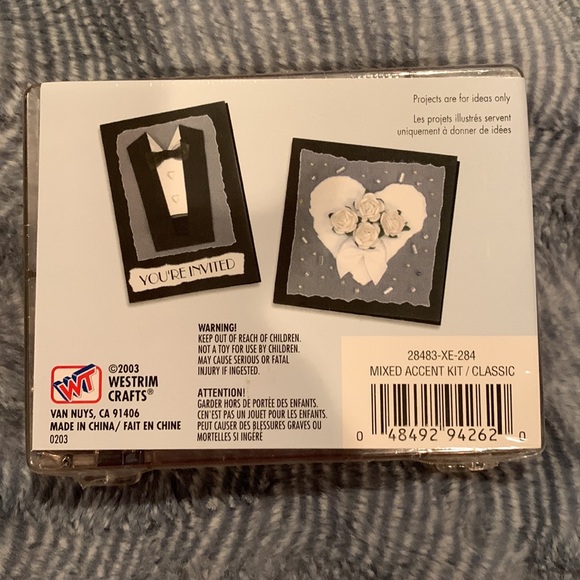 Projects are for ideas only
Les projets illustrés servent
uniquement à donner de idées
YOU'RE INVITED
WT
©2003
WESTRIM
CRAFTS®
VAN NUYS, CA 91406
MADE IN CHINA/ FAIT EN CHINE
0203
WARNING!
KEEP OUT OF REACH OF CHILDREN.
NOT A TOY FOR USE BY CHILDREN.
MAY CAUSE SERIOUS OR FATAL
INJURY IF INGESTED.
ATTENTION!
GARDER HORS DE PORTÉE DES ENFANTS.
CEN'EST PAS UN JOUET POUR LES ENFANTS.
PEUT CAUSER DES BLESSURES GRAVES OU
MORTELLES SI INGÈRE
28483-XE-284
MIXED ACCENT KIT / CLASSIC
0 48492 94262 0